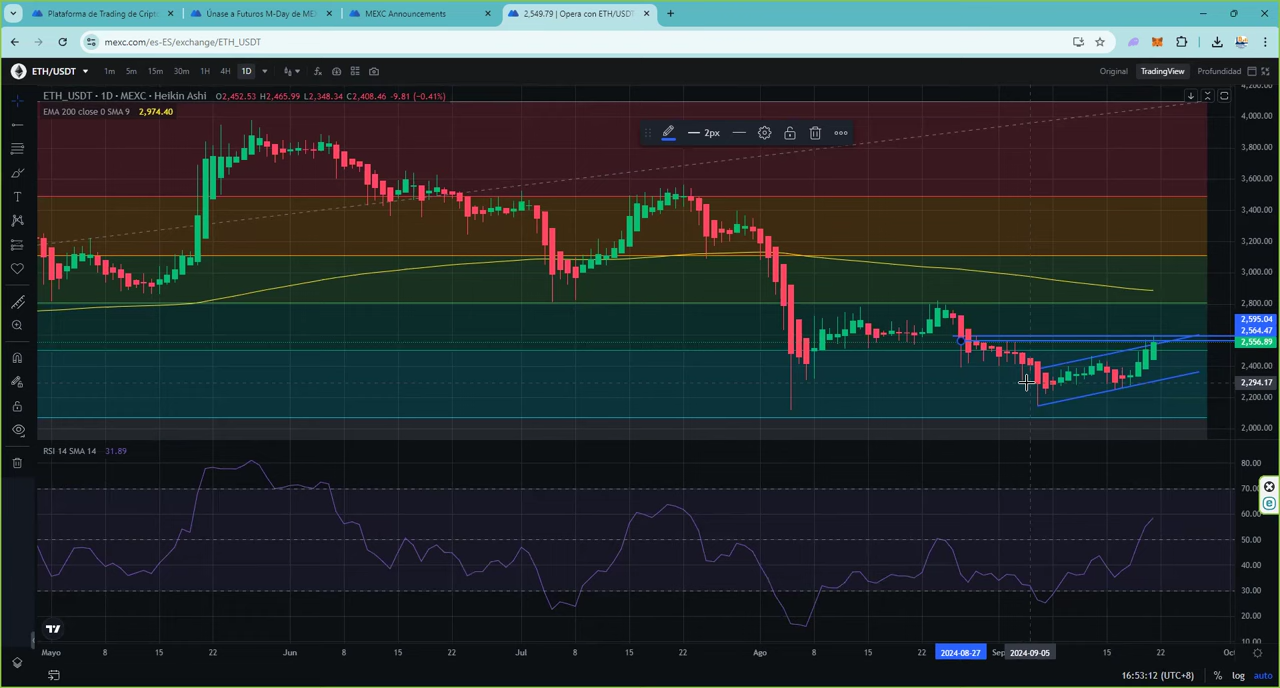 Plataforma de Trading de Cripto
Únase a Futuros M-Day de ME
MEXC Announcements
2,549.79 | Opera con ETH/USDT
mexc.com/es-ES/exchange/ETH_USDT
ETH/USDT 1m 5m 15m 30m 1H 4H 1D Original TradingView Profundidad
ETH_USDT · 1D · MEXC · Heikin Ashi O2,452.53 H2,465.99 L2,348.34 C2,408.46 -9.81 (-0.41%)
EMA 200 close 0 SMA 9 2,974.40
2px
4,200.00
4,000.00
3,800.00
3,600.00
3,400.00
3,200.00
3,000.00
2,800.00
2,595.04
2,564.47
2,556.89
2,400.00
2,294.17
2,200.00
2,000.00
RSI 14 SMA 14 31.89
80.00
70.00
60.00
50.00
40.00
30.00
20.00
10.00
Mayo 8 15 22 Jun 8 15 22 Jul 8 15 22 Ago 8 15 22 2024-08-27 Sep 2024-09-05 15 22 Oct
16:53:12 (UTC+8) % log auto